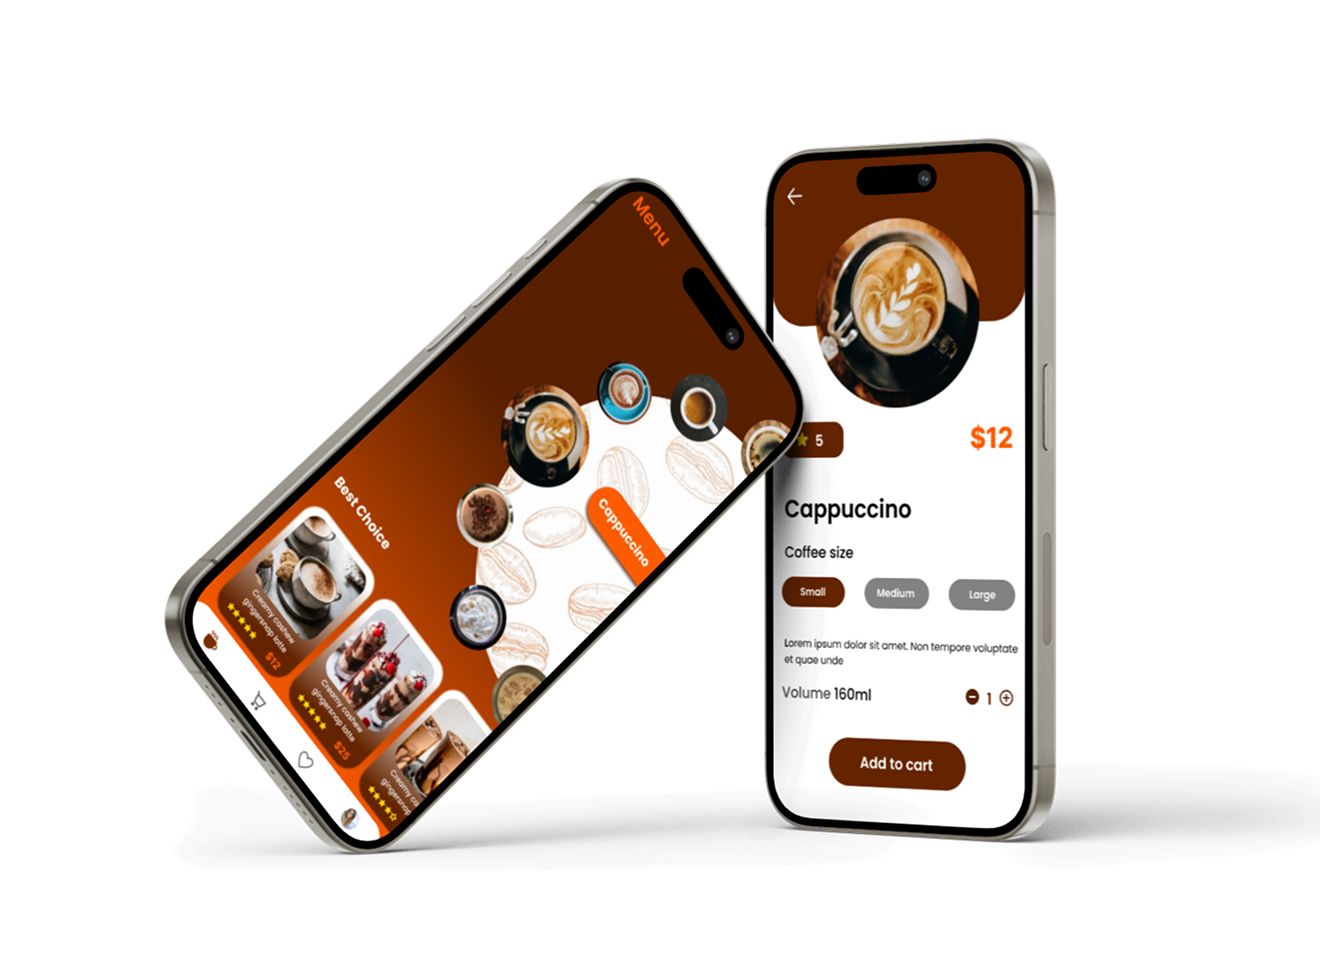 Menu
Cappuccino
Best Choice
Creamy cashew
gingersnap latte
$12
Creamy cashew
gingersnap latte
$25
Creamy ca
gingersnap
5
$12
Cappuccino
Coffee size
Small
Medium
Large
Lorem ipsum dolor sit amet. Non tempore voluptate
et quae unde
Volume 160ml
1
Add to cart